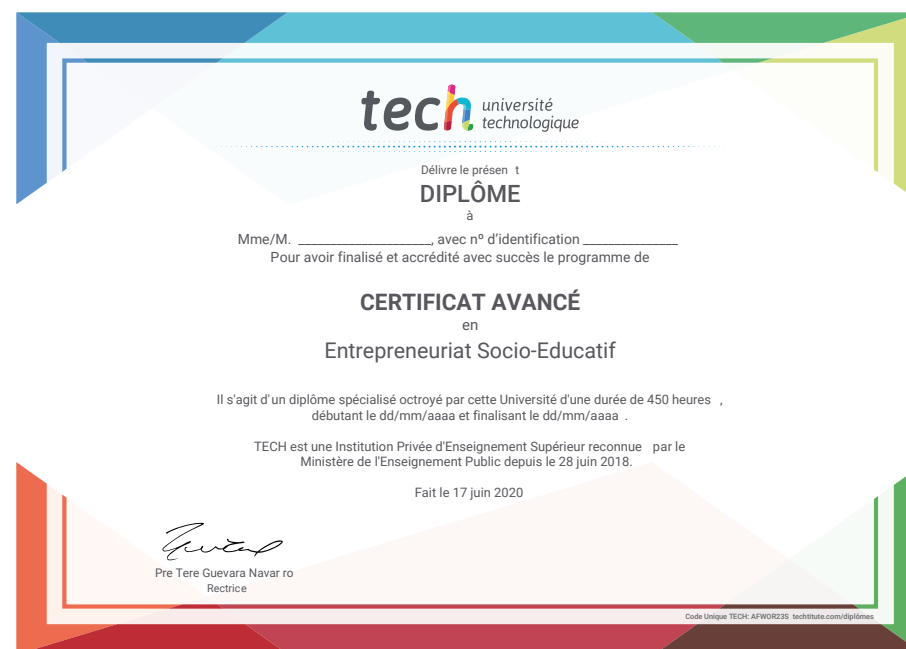 tech université
technologique
Délivre le présen t
DIPLÔME
à
Mme/M. _____________________, avec nº d’identification _______________
Pour avoir finalisé et accrédité avec succès le programme de
CERTIFICAT AVANCÉ
en
Entrepreneuriat Socio-Educatif
Il s'agit d'un diplôme spécialisé octroyé par cette Université d'une durée de 450 heures ,
débutant le dd/mm/aaaa et finalisant le dd/mm/aaaa .
TECH est une Institution Privée d'Enseignement Supérieur reconnue par le
Ministère de l'Enseignement Public depuis le 28 juin 2018.
Fait le 17 juin 2020
Pre Tere Guevara Navar ro
Rectrice
Code Unique TECH: AFWOR23S techtitute.com/diplômes